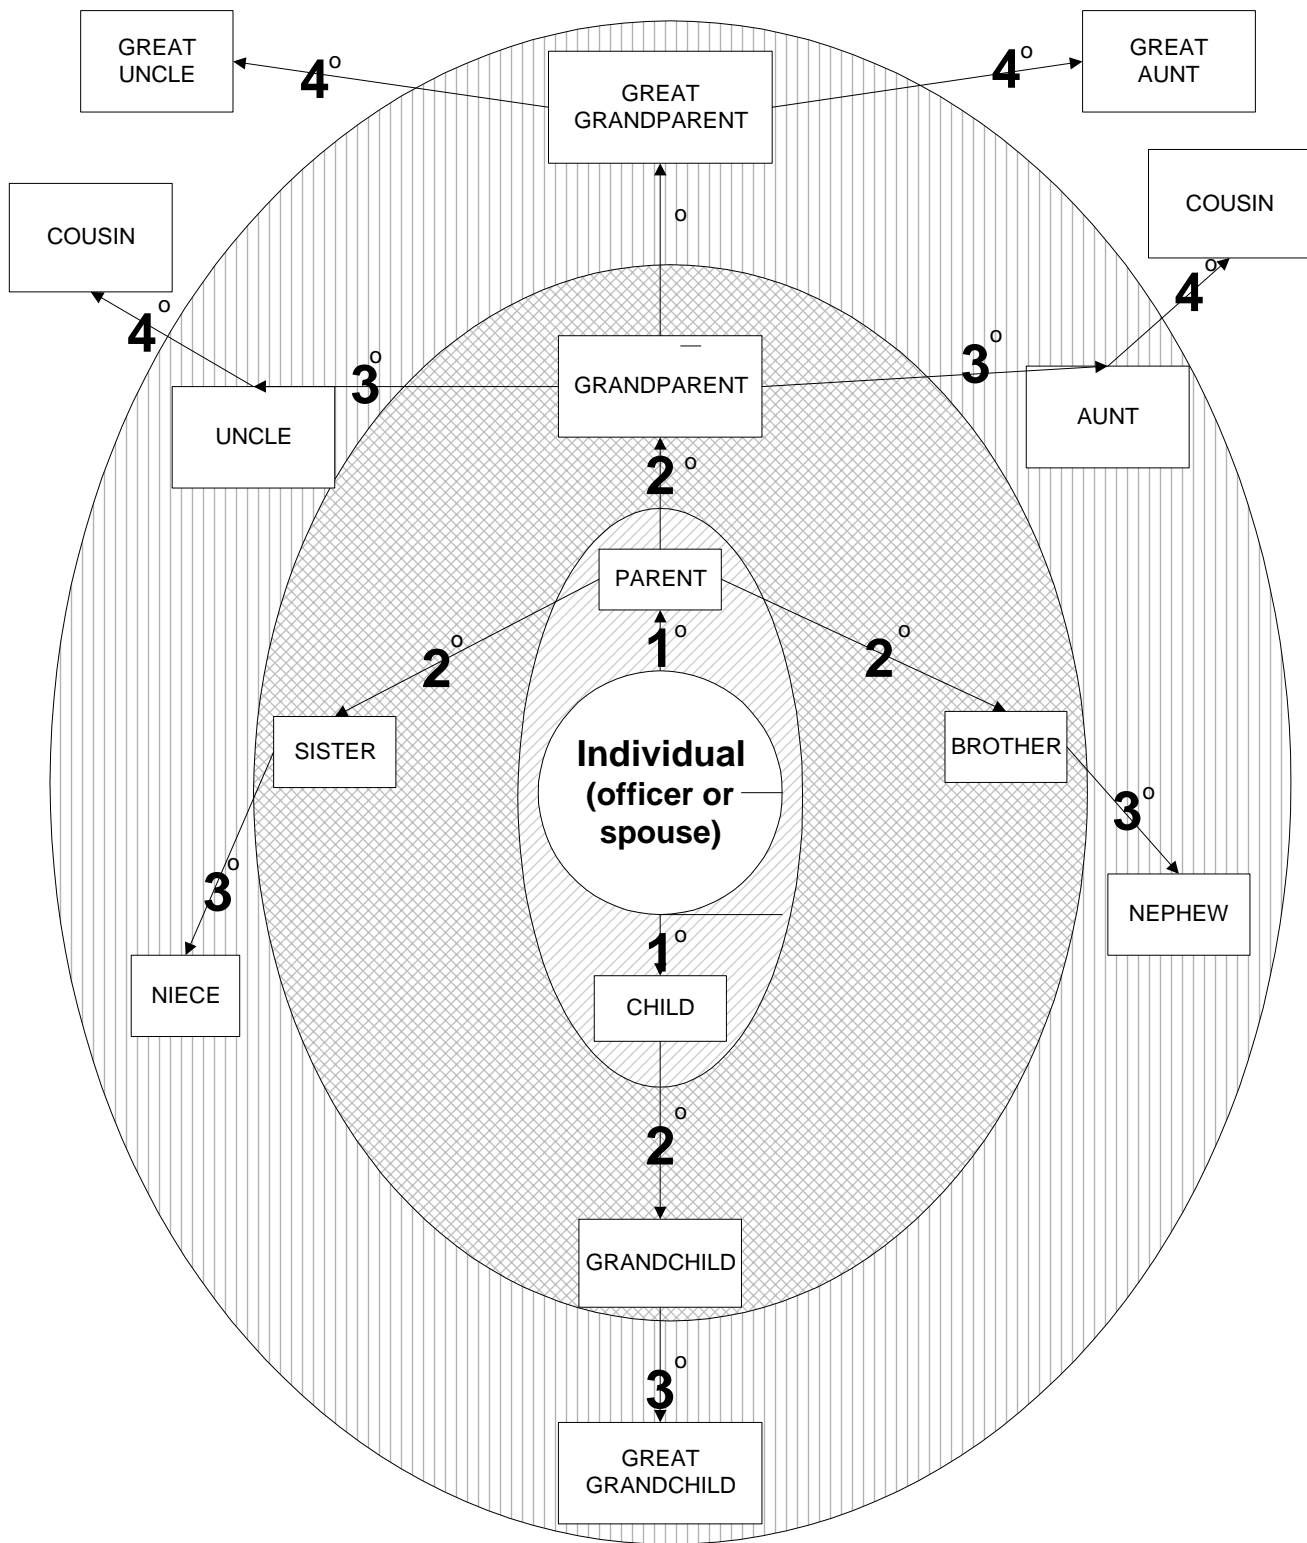 GREAT
UNCLE
4°
GREAT
GRANDPARENT
4°
GREAT
AUNT
COUSIN
COUSIN
o
4°
4°
3°
GRANDPARENT
3°
UNCLE
AUNT
2°
PARENT
2°
1°
2°
SISTER
Individual
(officer or
spouse)
BROTHER
3°
3°
NIECE
1°
CHILD
NEPHEW
2°
GRANDCHILD
3°
GREAT
GRANDCHILD